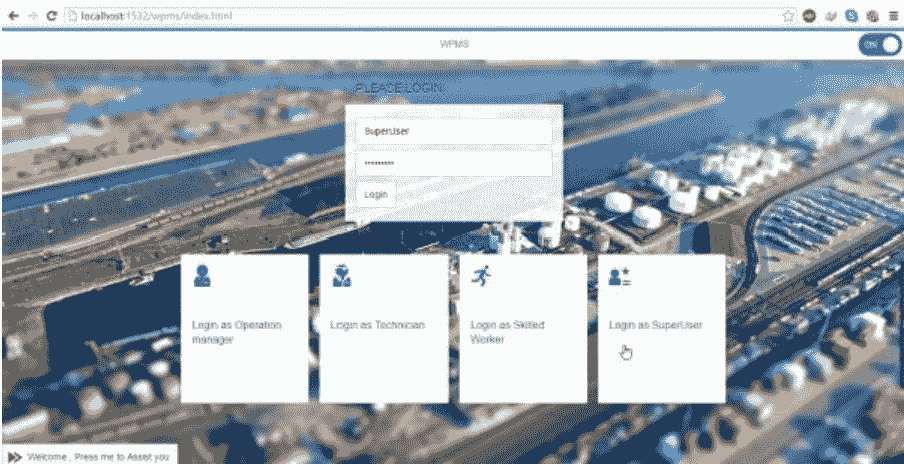 localhost:1532/wpms/index.html
WPMS
ON
PLEACE LOGIN!
SuperUser
Login
Login as Operation
manager
Login as Technician
Login as Skilled
Worker
Login as SuperUser
Welcome , Press me to Assist you